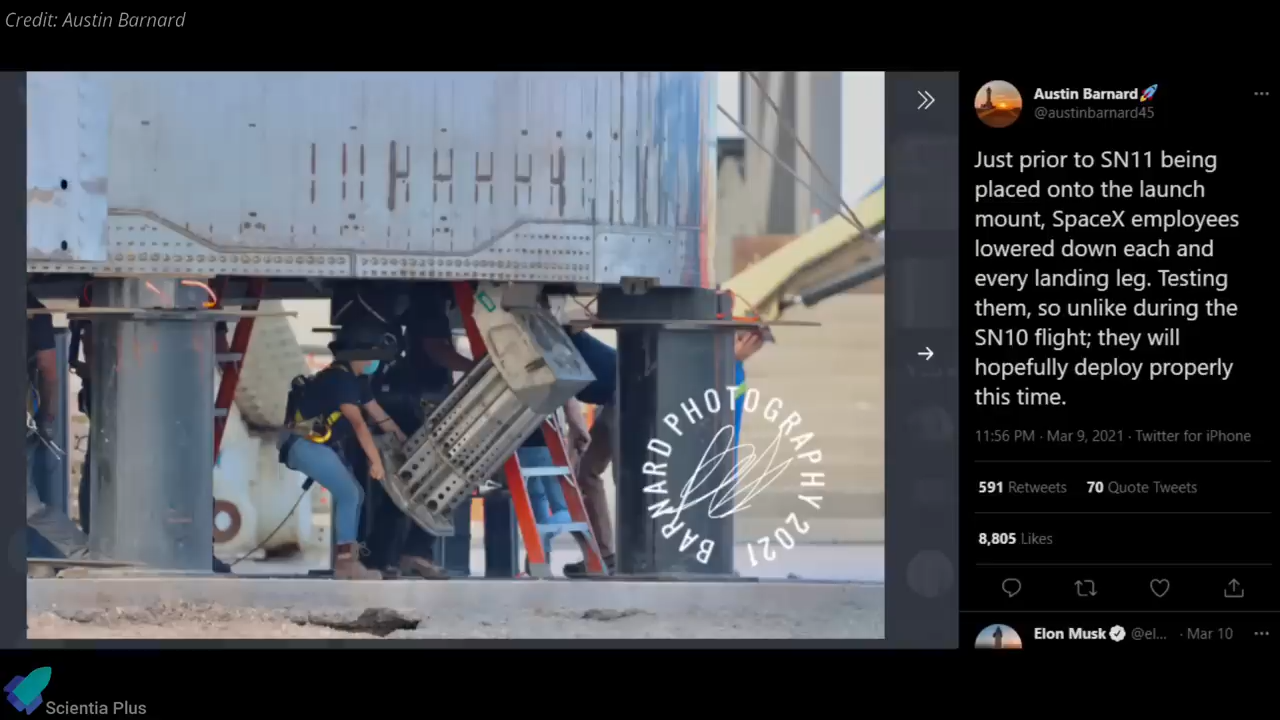 Credit: Austin Barnard
Austin Barnard🚀
@austinbarnard45
Just prior to SN11 being
placed onto the launch
mount, SpaceX employees
lowered down each and
every landing leg. Testing
them, so unlike during the
SN10 flight; they will
hopefully deploy properly
this time.
11:56 PM · Mar 9, 2021 · Twitter for iPhone
591 Retweets 70 Quote Tweets
8,805 Likes
Elon Musk @el... · Mar 10
BARNARD PHOTOGRAPHY 2021
Scientia Plus